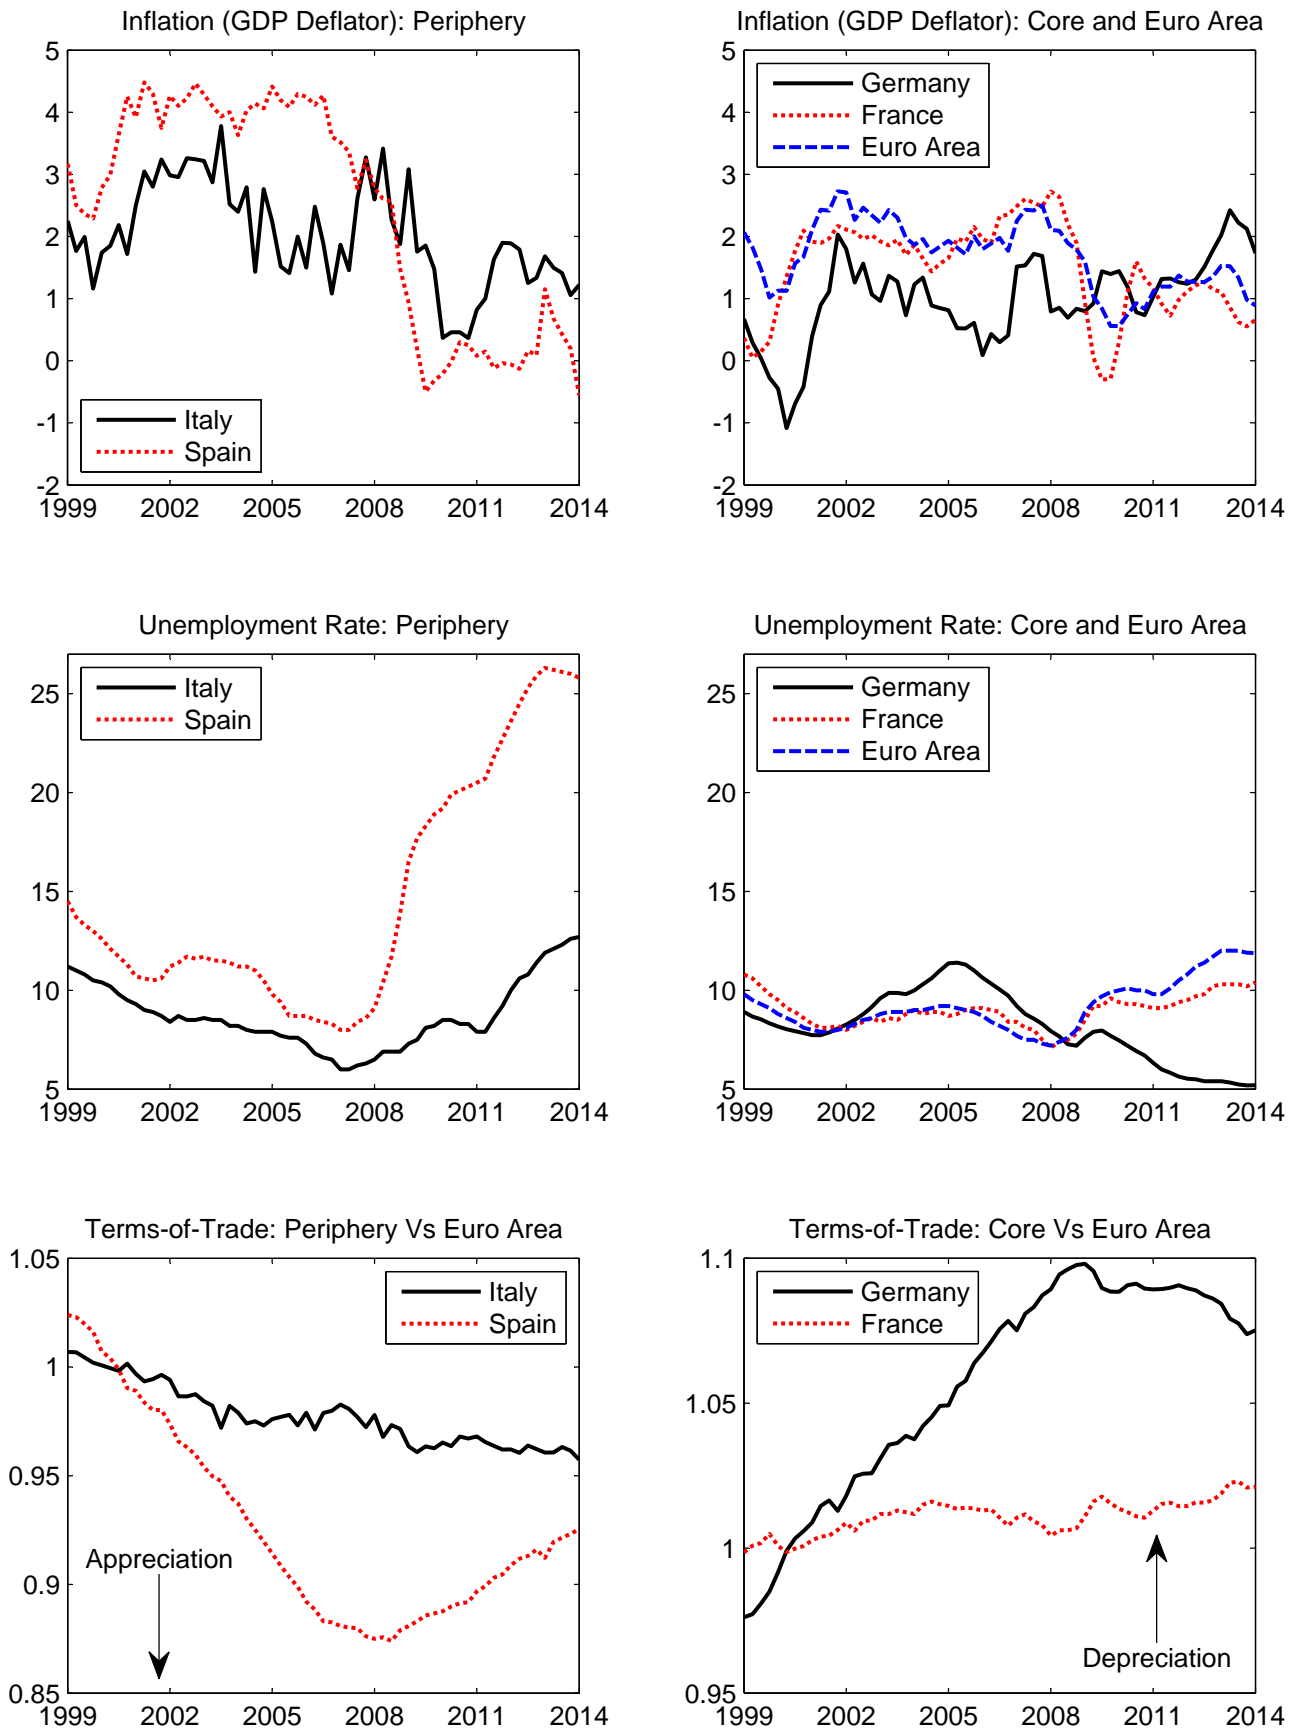 Inflation (GDP Deflator): Periphery
5
4
3
2
1
0
-1
-2
Italy
Spain
1999 2002 2005 2008 2011 2014
Inflation (GDP Deflator): Core and Euro Area
5
4
3
2
1
0
-1
-2
Germany
France
Euro Area
1999 2002 2005 2008 2011 2014
Unemployment Rate: Periphery
25
20
15
10
5
Italy
Spain
1999 2002 2005 2008 2011 2014
Unemployment Rate: Core and Euro Area
25
20
15
10
5
Germany
France
Euro Area
1999 2002 2005 2008 2011 2014
Terms-of-Trade: Periphery Vs Euro Area
1.05
1
0.95
0.9
0.85
Italy
Spain
Appreciation
1999 2002 2005 2008 2011 2014
Terms-of-Trade: Core Vs Euro Area
1.1
1.05
1
0.95
Germany
France
Depreciation
1999 2002 2005 2008 2011 2014